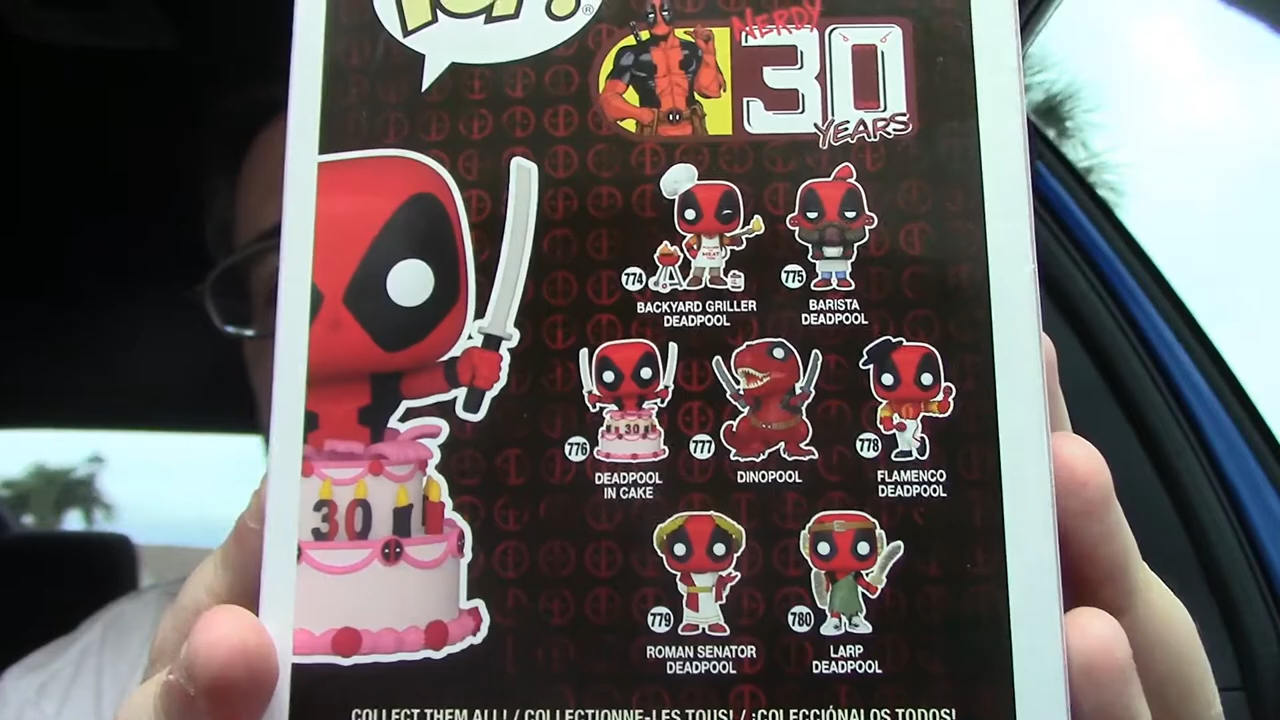 POP!®
NERDY
30
YEARS
774
BACKYARD GRILLER
DEADPOOL
775
BARISTA
DEADPOOL
30
776
DEADPOOL
IN CAKE
777
DINOPOOL
778
FLAMENCO
DEADPOOL
30
779
ROMAN SENATOR
DEADPOOL
780
LARP
DEADPOOL
COLLECT THEM ALL! / COLLECTIONNE-LES TOUS! / ¡COLECCIÓNALOS TODOS!